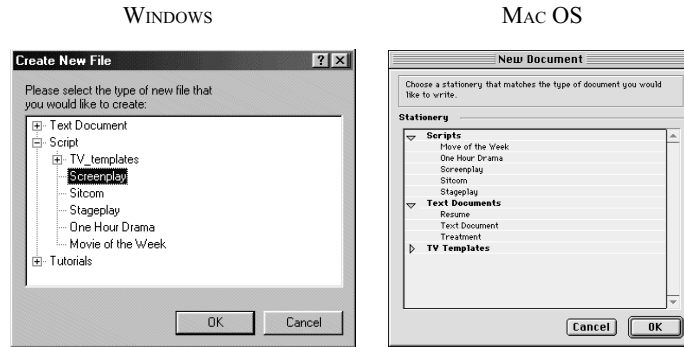 WINDOWS
Create New File
Please select the type of new file that
you would like to create:
Text Document
Script
TV_templates
Screenplay
Sitcom
Stageplay
One Hour Drama
Movie of the Week
Tutorials
OK
Cancel
MAC OS
New Document
Choose a stationery that matches the type of document you would
like to write.
Stationery
Scripts
Move of the Week
One Hour Drama
Screenplay
Sitcom
Stageplay
Text Documents
Resume
Text Document
Treatment
TV Templates
Cancel
OK